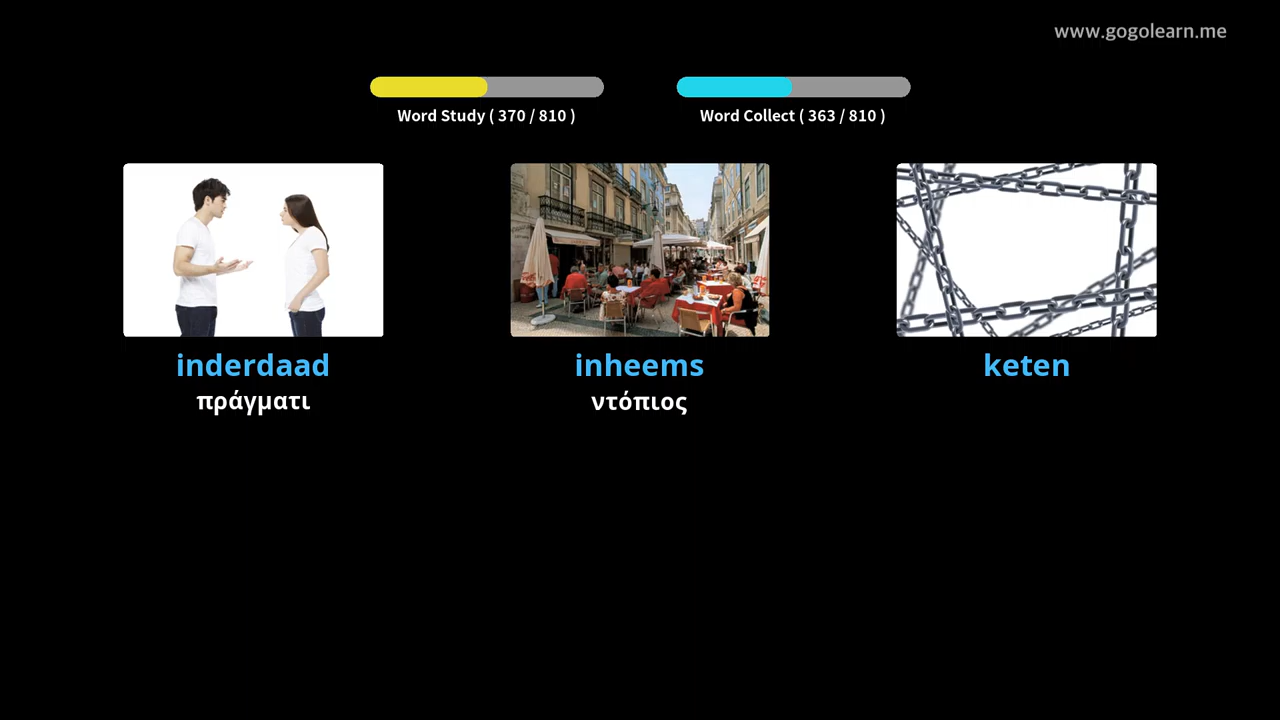 www.gogolearn.me
Word Study ( 370 / 810 )
Word Collect ( 363 / 810 )
inderdaad
πράγματι
inheems
ντόπιος
keten